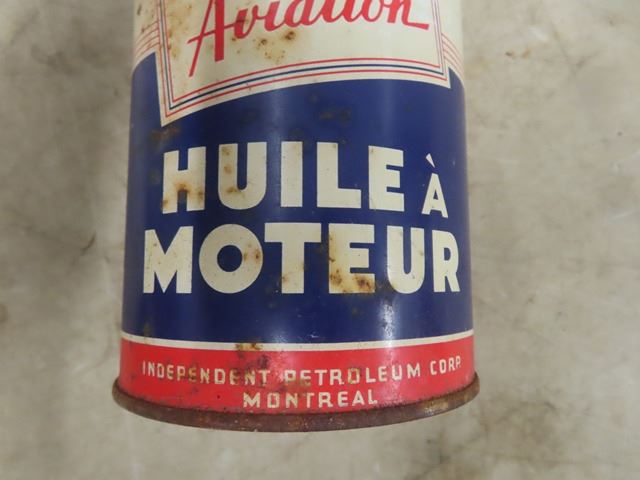 Aviation
HUILE À
MOTEUR
INDEPENDENT PETROLEUM CORP.
MONTREAL